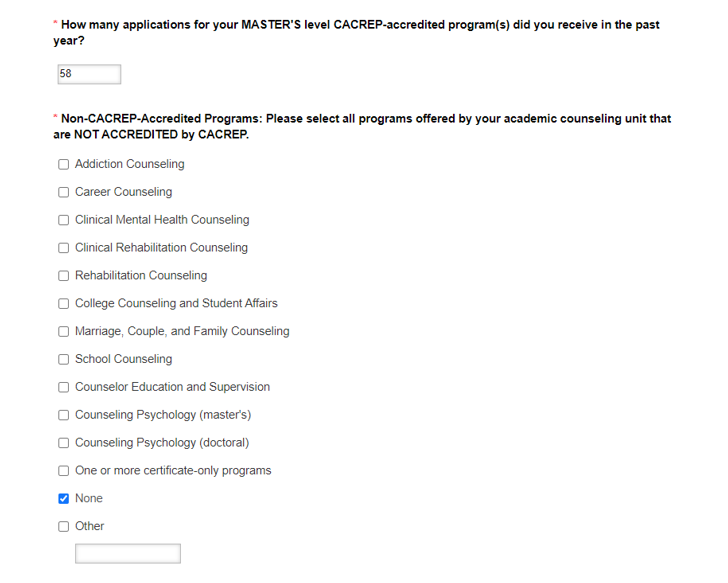 * How many applications for your MASTER'S level CACREP-accredited program(s) did you receive in the past
year?
58
* Non-CACREP-Accredited Programs: Please select all programs offered by your academic counseling unit that
are NOT ACCREDITED by CACREP.
Addiction Counseling
Career Counseling
Clinical Mental Health Counseling
Clinical Rehabilitation Counseling
Rehabilitation Counseling
College Counseling and Student Affairs
Marriage, Couple, and Family Counseling
School Counseling
Counselor Education and Supervision
Counseling Psychology (master's)
Counseling Psychology (doctoral)
One or more certificate-only programs
None
Other